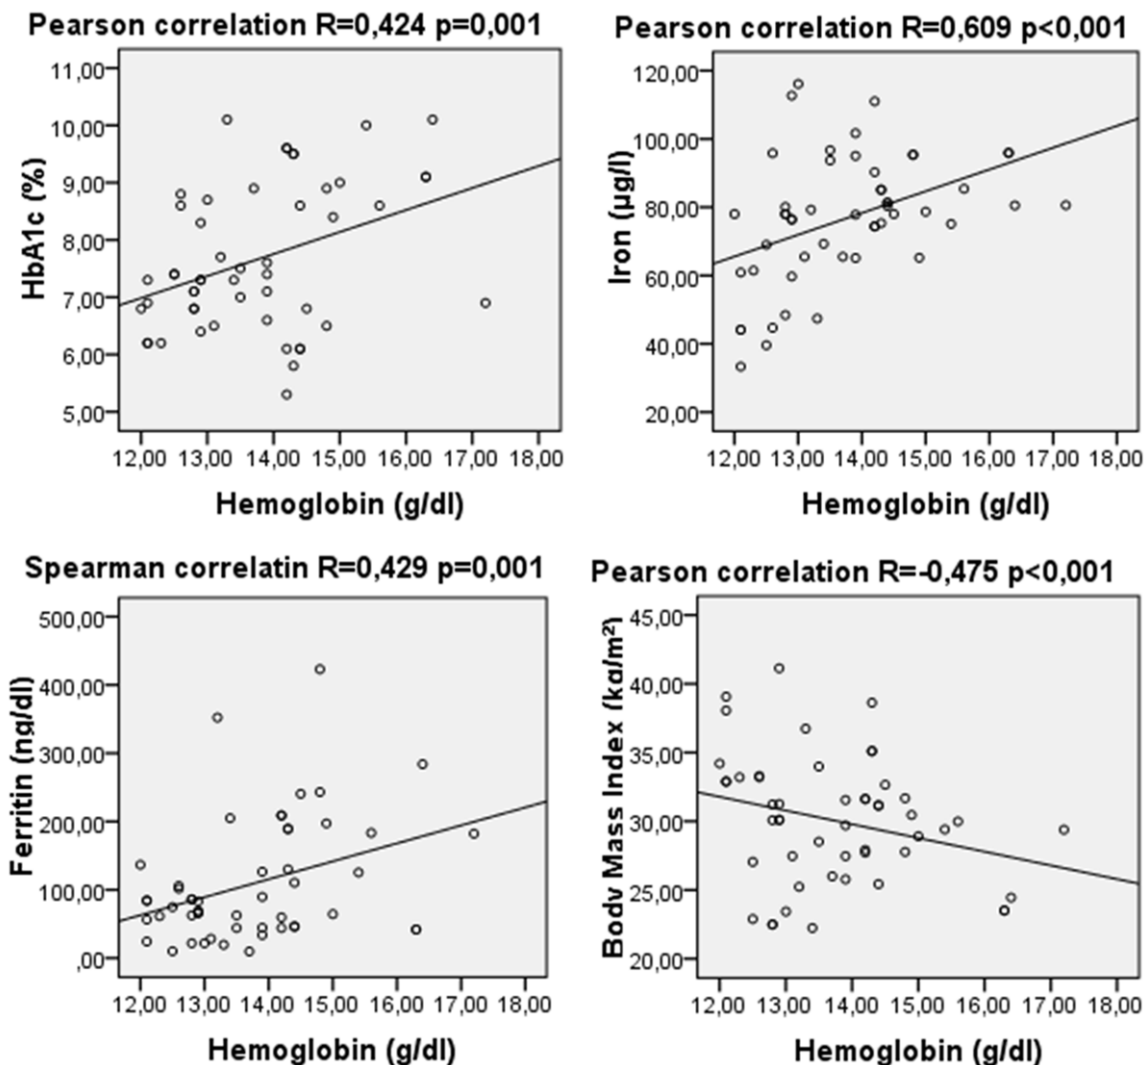 Pearson correlation R=0,424 p=0,001
HbA1c (%)
11,00
10,00
9,00
8,00
7,00
6,00
5,00
12,00 13,00 14,00 15,00 16,00 17,00 18,00
Hemoglobin (g/dl)
Pearson correlation R=0,609 p<0,001
Iron (µg/l)
120,00
100,00
80,00
60,00
40,00
20,00
12,00 13,00 14,00 15,00 16,00 17,00 18,00
Hemoglobin (g/dl)
Spearman correlatin R=0,429 p=0,001
Ferritin (ng/dl)
500,00
400,00
300,00
200,00
100,00
,00
12,00 13,00 14,00 15,00 16,00 17,00 18,00
Hemoglobin (g/dl)
Pearson correlation R=-0,475 p<0,001
Body Mass Index (kg/m²)
45,00
40,00
35,00
30,00
25,00
20,00
12,00 13,00 14,00 15,00 16,00 17,00 18,00
Hemoglobin (g/dl)